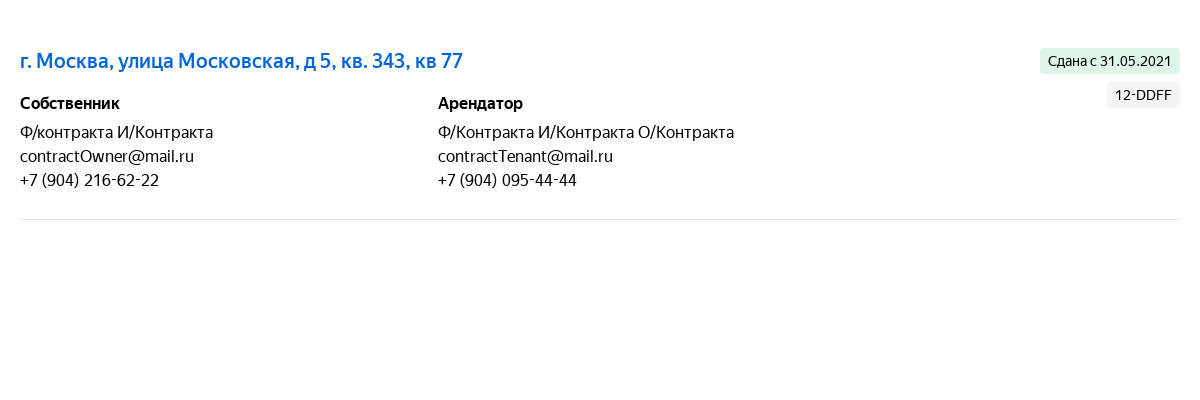 г. Москва, улица Московская, д 5, кв. 343, кв 77
Сдана с 31.05.2021
12-DDFF
Собственник
Ф/контракта И/Контракта
contractOwner@mail.ru
+7 (904) 216-62-22
Арендатор
Ф/Контракта И/Контракта О/Контракта
contractTenant@mail.ru
+7 (904) 095-44-44